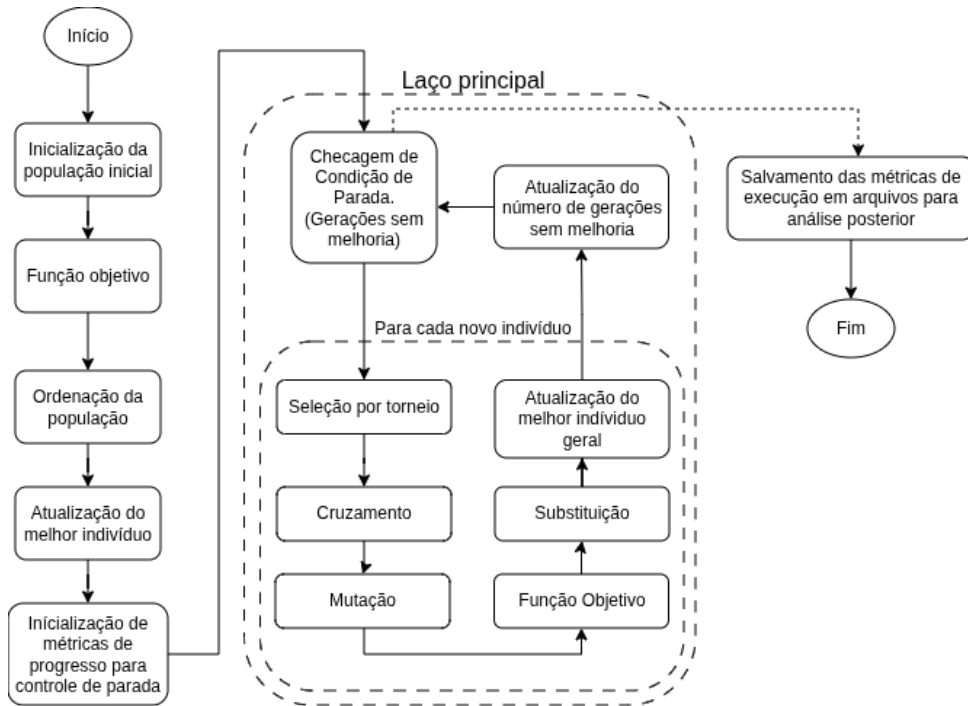 Início
Inicialização da
população inicial
Função objetivo
Ordenação da
população
Atualização do
melhor indivíduo
Inícialização de
métricas de
progresso para
controle de parada
Laço principal
Checagem de
Condição de
Parada.
(Gerações sem
melhoria)
Atualização do
número de gerações
sem melhoria
Para cada novo indivíduo
Seleção por torneio
Cruzamento
Mutação
Atualização do
melhor indíviduo
geral
Substituição
Função Objetivo
Salvamento das métricas de
execução em arquivos para
análise posterior
Fim